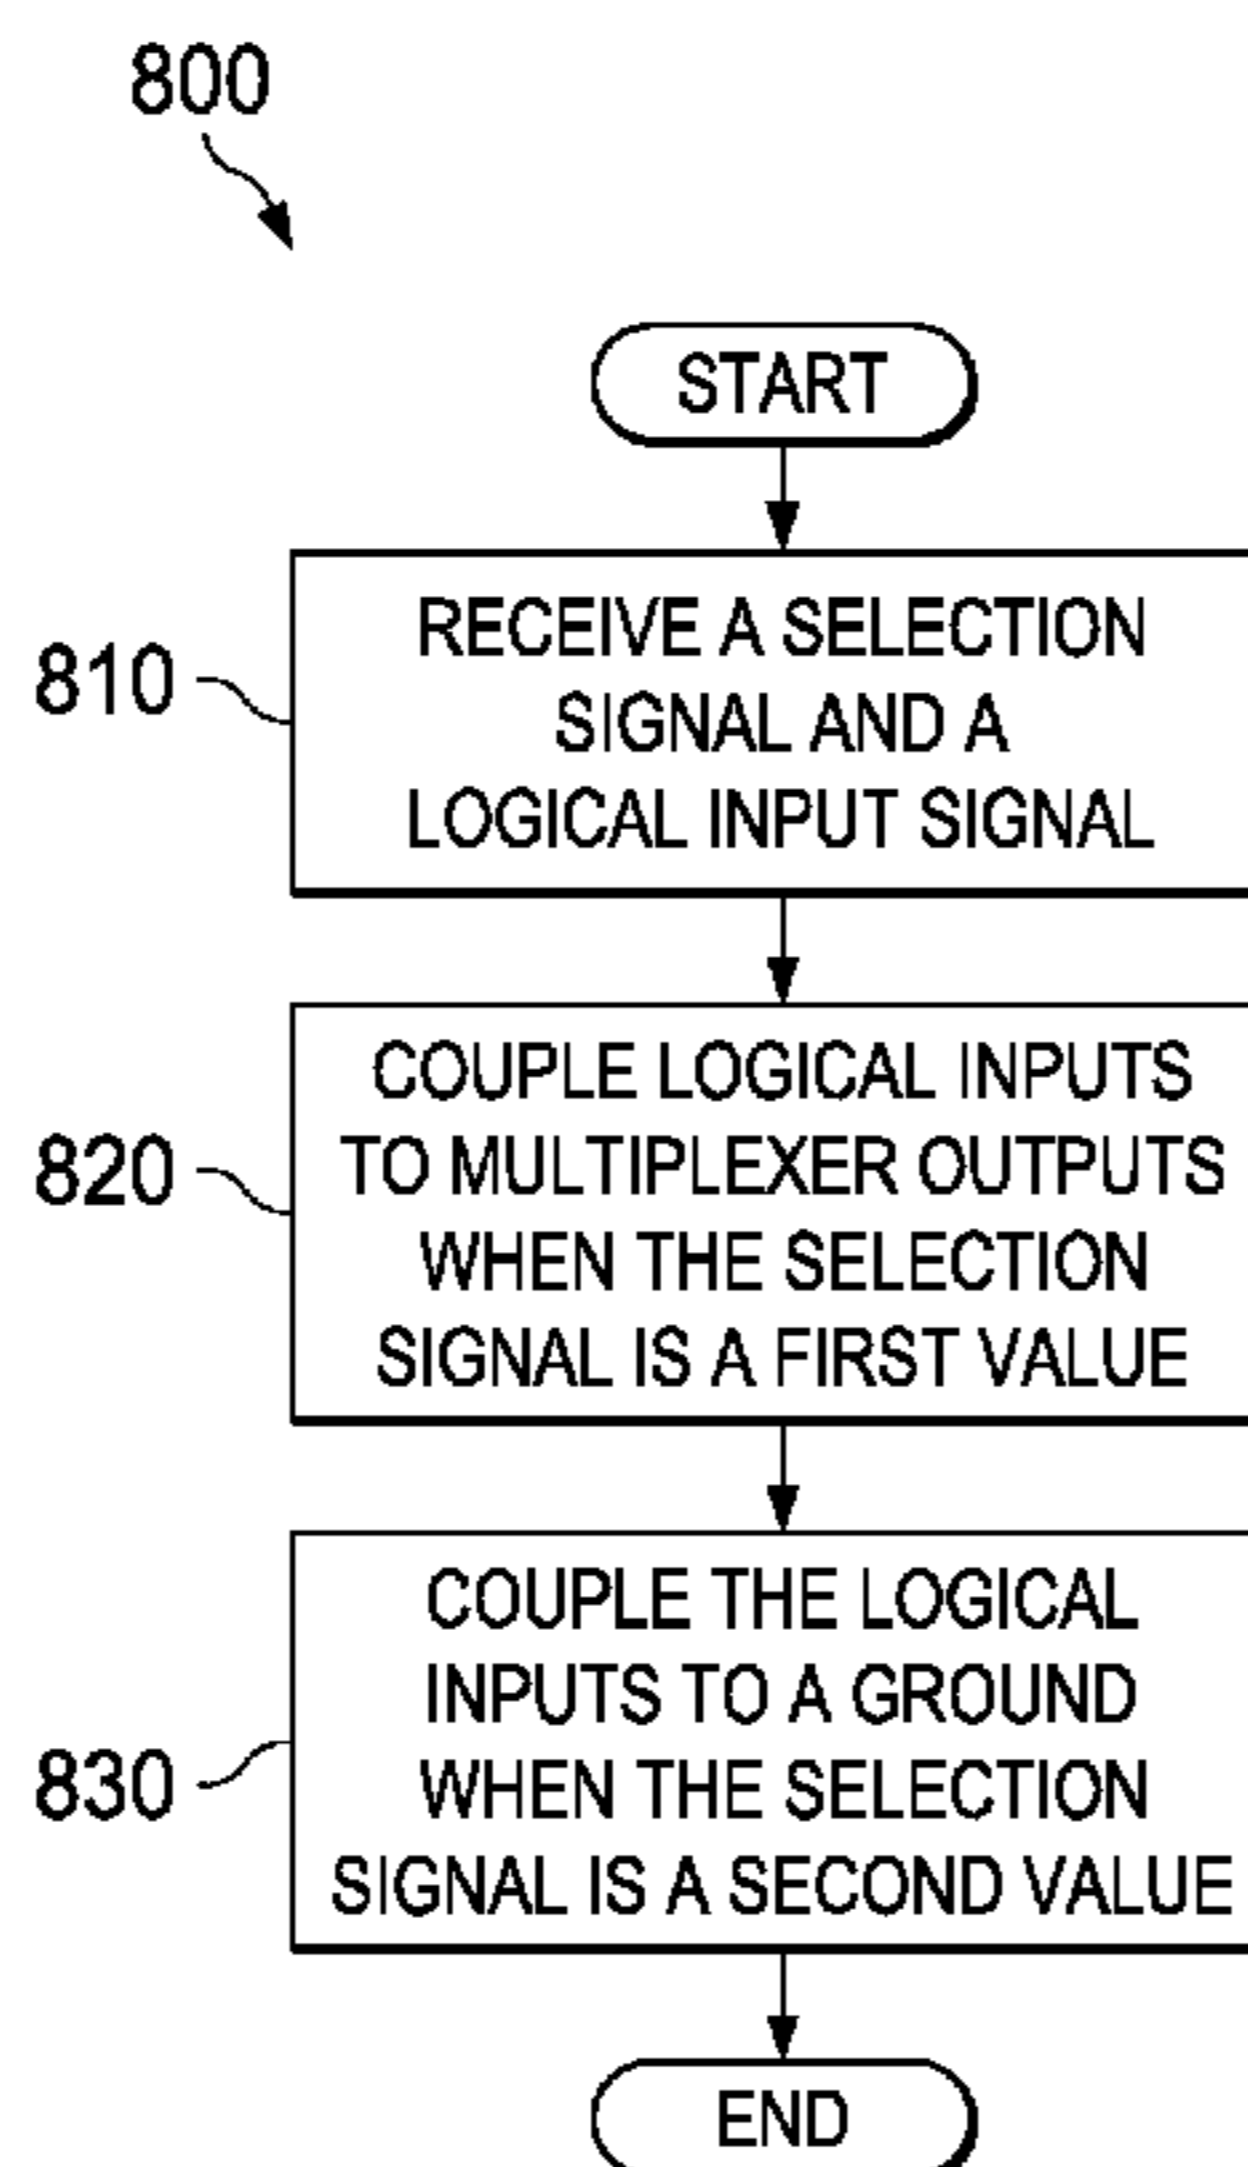 800
START
810
RECEIVE A SELECTION
SIGNAL AND A
LOGICAL INPUT SIGNAL
820
COUPLE LOGICAL INPUTS
TO MULTIPLEXER OUTPUTS
WHEN THE SELECTION
SIGNAL IS A FIRST VALUE
830
COUPLE THE LOGICAL
INPUTS TO A GROUND
WHEN THE SELECTION
SIGNAL IS A SECOND VALUE
END